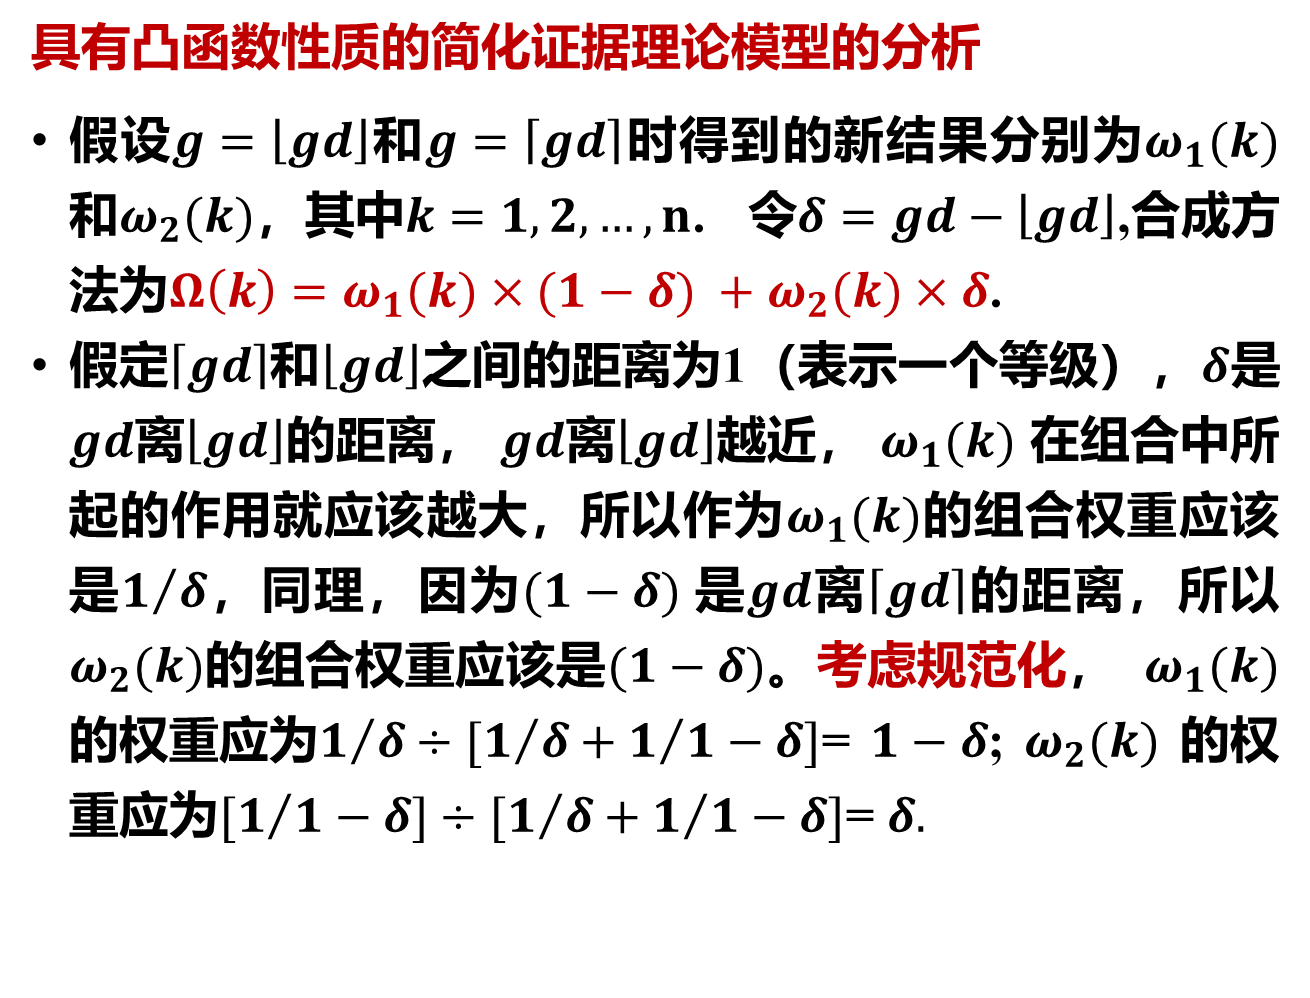 具有凸函数性质的简化证据理论模型的分析
• 假设g = ⌊gd⌋和g = ⌈gd⌉时得到的新结果分别为ω₁(k)
和ω₂(k)，其中k = 1, 2, … , n. 令δ = gd − ⌊gd⌋,合成方
法为Ω(k) = ω₁(k) × (1 − δ) + ω₂(k) × δ.
• 假定⌈gd⌉和⌊gd⌋之间的距离为1（表示一个等级），δ是
gd离⌊gd⌋的距离， gd离⌊gd⌋越近， ω₁(k) 在组合中所
起的作用就应该越大，所以作为ω₁(k)的组合权重应该
是1/δ，同理，因为(1 − δ) 是gd离⌈gd⌉的距离，所以
ω₂(k)的组合权重应该是(1 − δ)。考虑规范化， ω₁(k)
的权重应为1/δ ÷ [1/δ + 1/1 − δ]= 1 − δ; ω₂(k) 的权
重应为[1/1 − δ] ÷ [1/δ + 1/1 − δ]= δ.